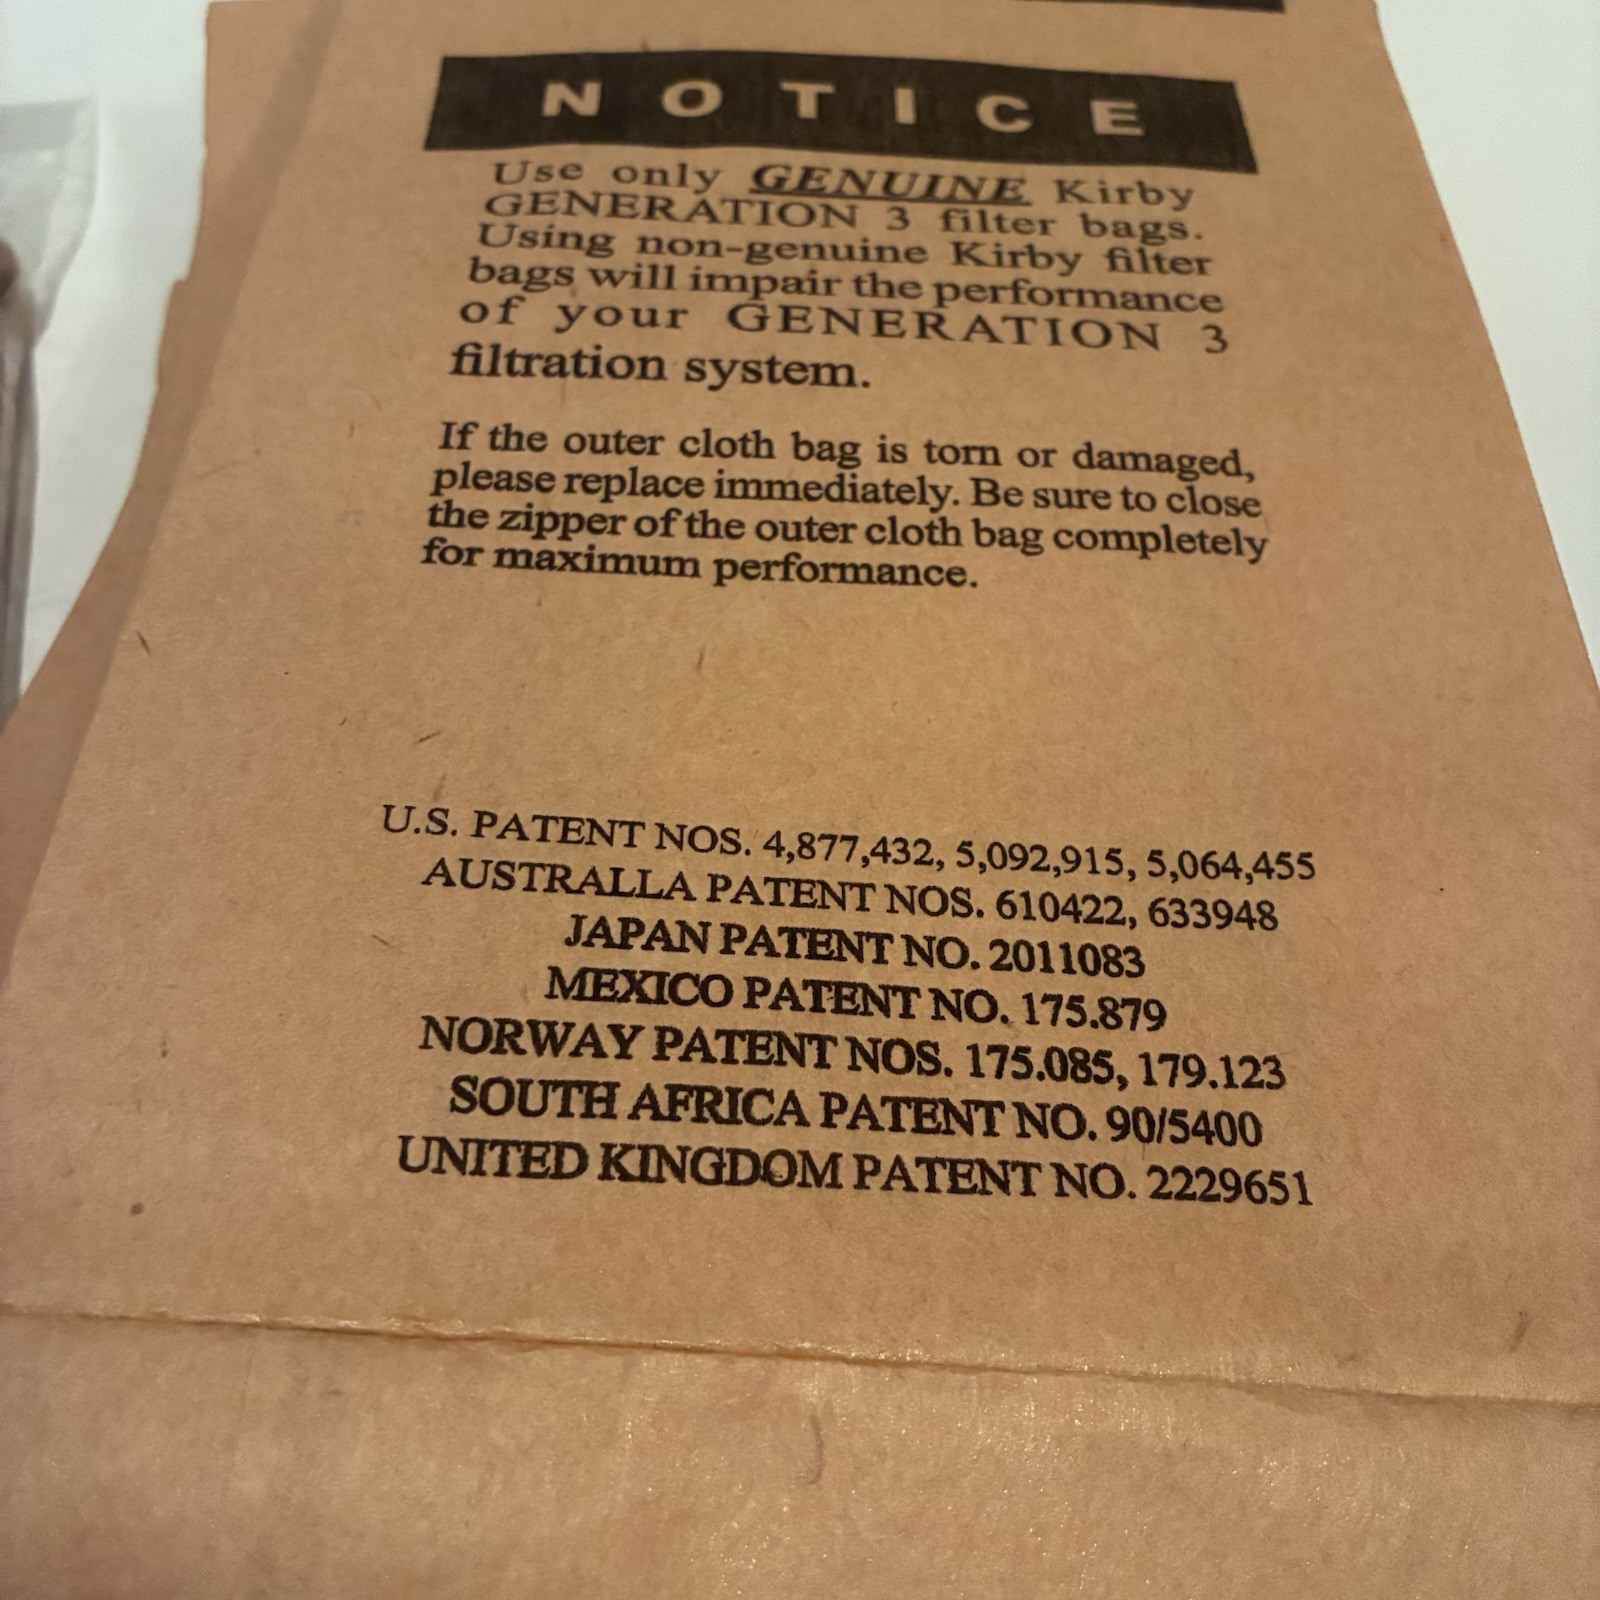 NOTICE
Use only GENUINE Kirby
GENERATION 3 filter bags.
Using non-genuine Kirby filter
bags will impair the performance
of your GENERATION 3
filtration system.
If the outer cloth bag is torn or damaged,
please replace immediately. Be sure to close
the zipper of the outer cloth bag completely
for maximum performance.
U.S. PATENT NOS. 4,877,432, 5,092,915, 5,064,455
AUSTRALLA PATENT NOS. 610422, 633948
JAPAN PATENT NO. 2011083
MEXICO PATENT NO. 175.879
NORWAY PATENT NOS. 175.085, 179.123
SOUTH AFRICA PATENT NO. 90/5400
UNITED KINGDOM PATENT NO. 2229651